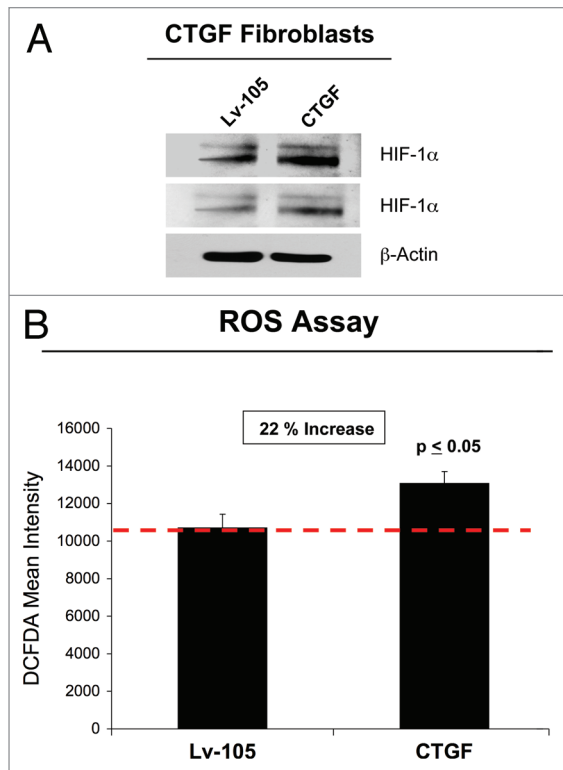 A
CTGF Fibroblasts
Lv-105
CTGF
HIF-1α
HIF-1α
β-Actin
B
ROS Assay
22 % Increase
p ≤ 0.05
DCFDA Mean Intensity
16000
14000
12000
10000
8000
6000
4000
2000
0
Lv-105
CTGF